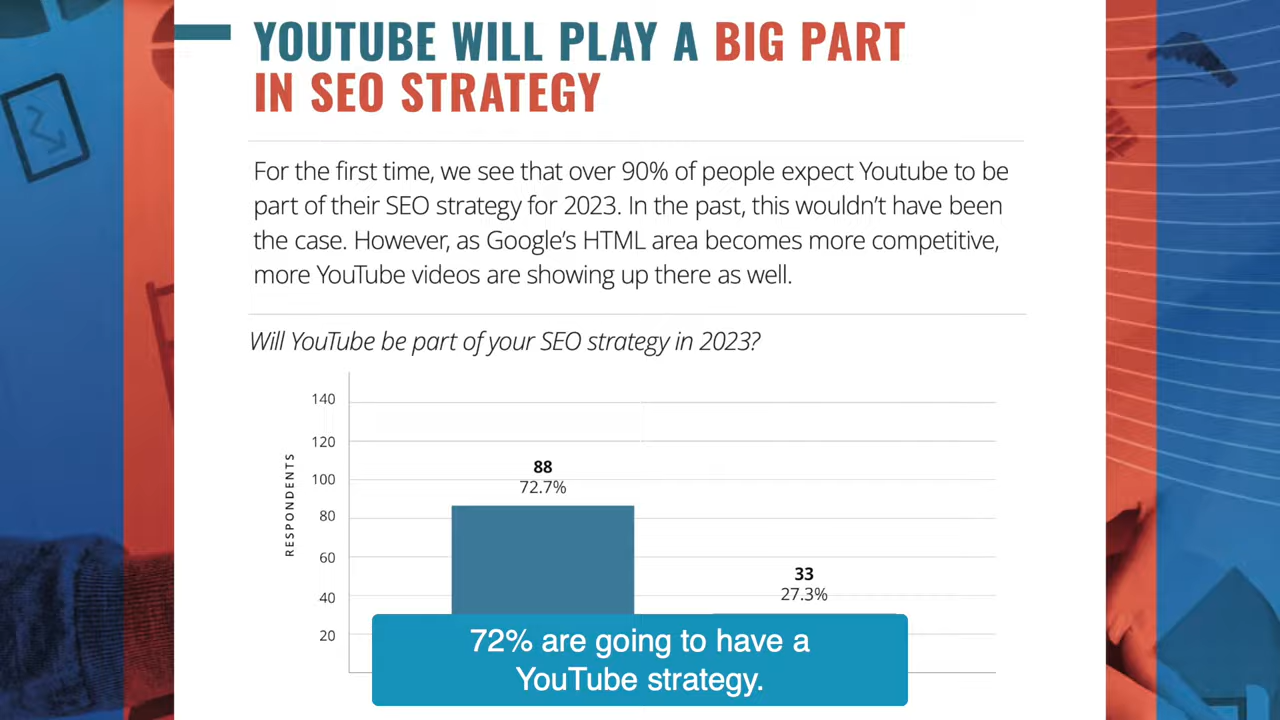 YOUTUBE WILL PLAY A BIG PART
IN SEO STRATEGY
For the first time, we see that over 90% of people expect Youtube to be
part of their SEO strategy for 2023. In the past, this wouldn't have been
the case. However, as Google's HTML area becomes more competitive,
more YouTube videos are showing up there as well.
Will YouTube be part of your SEO strategy in 2023?
140
120
100
80
60
40
20
RESPONDENTS
88
72.7%
33
27.3%
72% are going to have a
YouTube strategy.